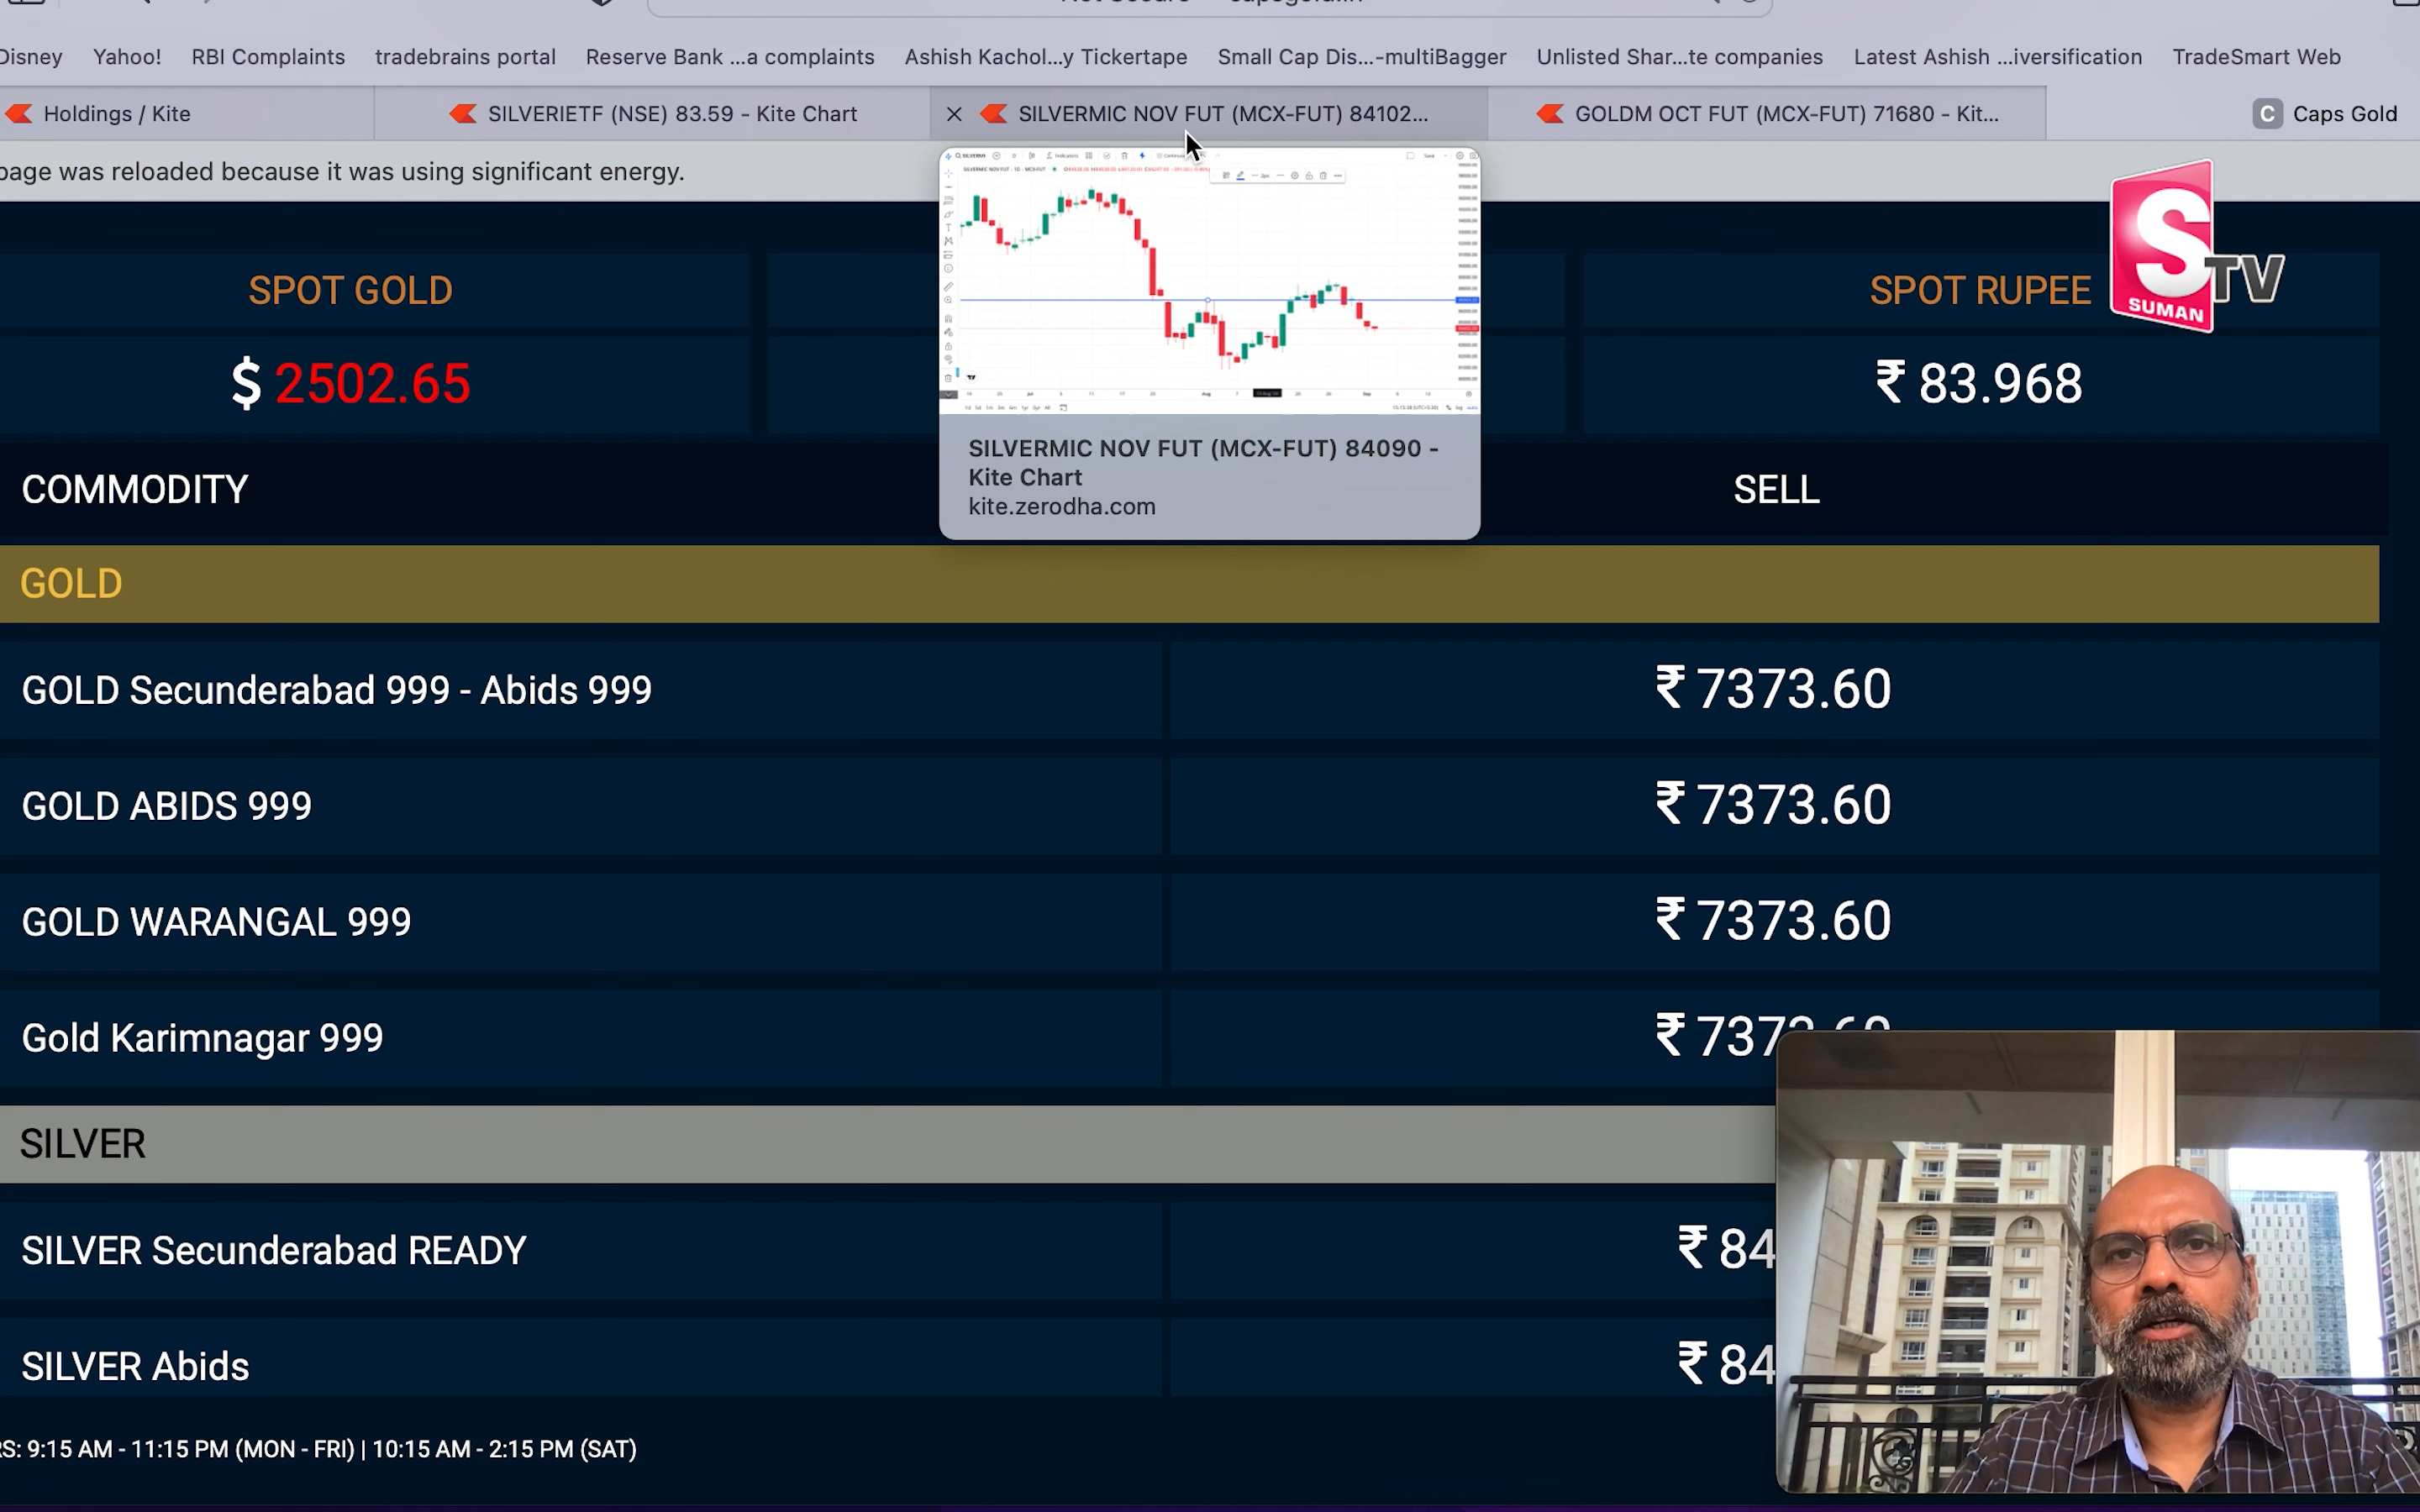 Disney Yahoo! RBI Complaints tradebrains portal Reserve Bank ...a complaints Ashish Kachol...y Tickertape Small Cap Dis...-multiBagger Unlisted Shar...te companies Latest Ashish ...iversification TradeSmart Web
Holdings / Kite SILVERIETF (NSE) 83.59 - Kite Chart SILVERMIC NOV FUT (MCX-FUT) 84102... GOLDM OCT FUT (MCX-FUT) 71680 - Kit... C Caps Gold
page was reloaded because it was using significant energy.
S TV
SUMAN
SPOT GOLD SPOT RUPEE
$ 2502.65 ₹ 83.968
SILVERMIC NOV FUT (MCX-FUT) 84090 -
Kite Chart
kite.zerodha.com
COMMODITY SELL
GOLD
GOLD Secunderabad 999 - Abids 999 ₹ 7373.60
GOLD ABIDS 999 ₹ 7373.60
GOLD WARANGAL 999 ₹ 7373.60
Gold Karimnagar 999
SILVER
SILVER Secunderabad READY ₹ 84
SILVER Abids ₹ 84
RS: 9:15 AM - 11:15 PM (MON - FRI) | 10:15 AM - 2:15 PM (SAT)